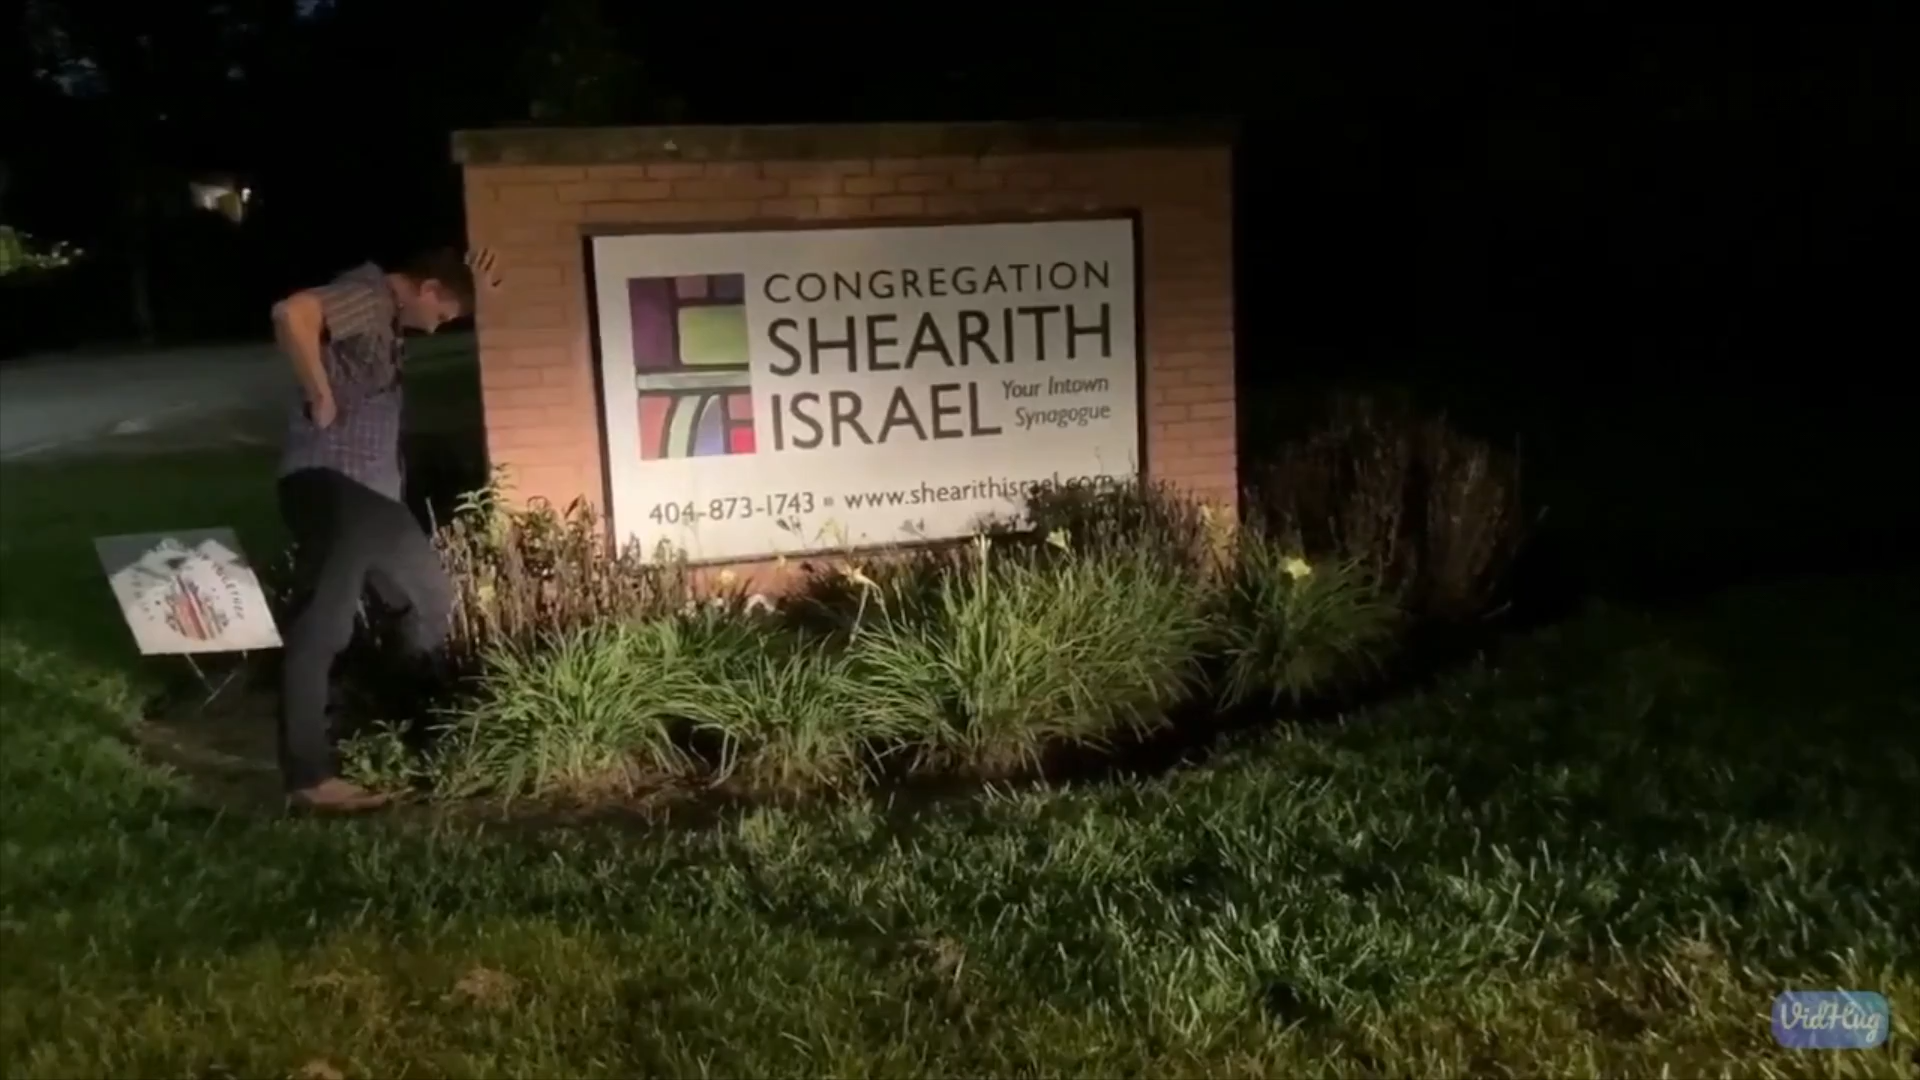 CONGREGATION
SHEARITH
ISRAEL
Your Intown
Synagogue
404-873-1743 ▪ www.shearithisrael.com
VidHug